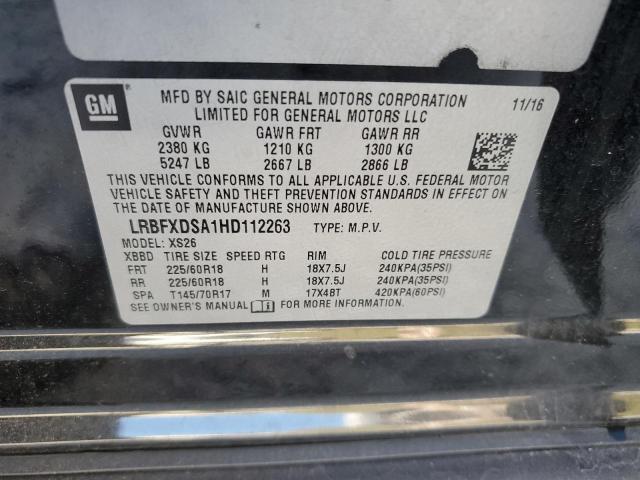 GM
MFD BY SAIC GENERAL MOTORS CORPORATION 11/16
LIMITED FOR GENERAL MOTORS LLC
GVWR GAWR FRT GAWR RR
2380 KG 1210 KG 1300 KG
5247 LB 2667 LB 2866 LB
THIS VEHICLE CONFORMS TO ALL APPLICABLE U.S. FEDERAL MOTOR
VEHICLE SAFETY AND THEFT PREVENTION STANDARDS IN EFFECT ON
THE DATE OF MANUFACTURE SHOWN ABOVE.
LRBFXDSA1HD112263 TYPE: M.P.V.
MODEL: XS26
XBBD TIRE SIZE SPEED RTG RIM COLD TIRE PRESSURE
FRT 225/60R18 H 18X7.5J 240KPA(35PSI)
RR 225/60R18 H 18X7.5J 240KPA(35PSI)
SPA T145/70R17 M 17X4BT 420KPA(60PSI)
SEE OWNER'S MANUAL FOR MORE INFORMATION.